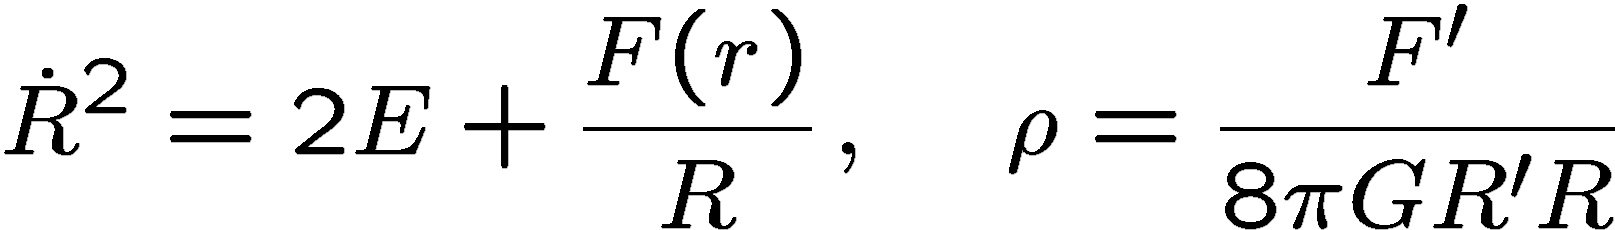 Ṙ² = 2E + F(r)/R , ρ = F′/8πGR′R